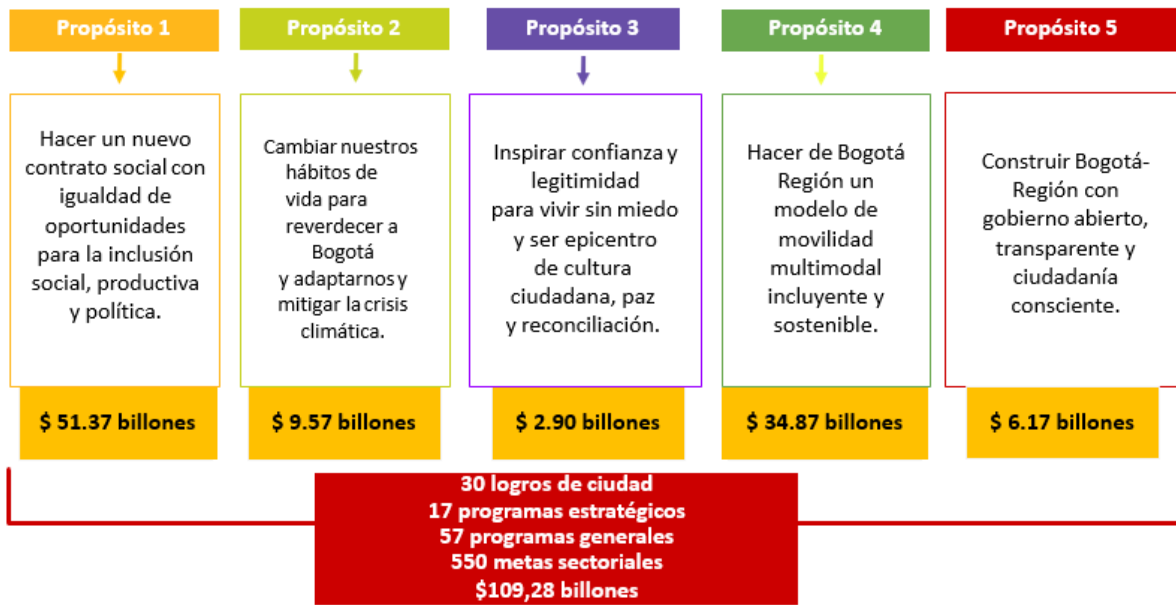 Propósito 1
Propósito 2
Propósito 3
Propósito 4
Propósito 5
Hacer un nuevo
contrato social con
igualdad de
oportunidades
para la inclusión
social, productiva
y política.
Cambiar nuestros
hábitos de
vida para
reverdecer a
Bogotá
y adaptarnos y
mitigar la crisis
climática.
Inspirar confianza y
legitimidad
para vivir sin miedo
y ser epicentro
de cultura
ciudadana, paz
y reconciliación.
Hacer de Bogotá
Región un
modelo de
movilidad
multimodal
incluyente y
sostenible.
Construir Bogotá-
Región con
gobierno abierto,
transparente y
ciudadanía
consciente.
$ 51.37 billones
$ 9.57 billones
$ 2.90 billones
$ 34.87 billones
$ 6.17 billones
30 logros de ciudad
17 programas estratégicos
57 programas generales
550 metas sectoriales
$109,28 billones